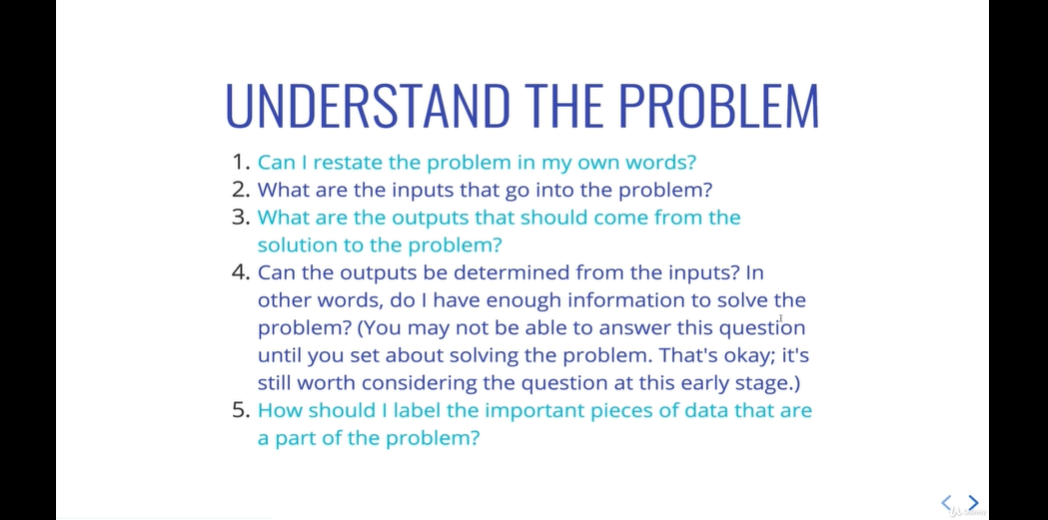 UNDERSTAND THE PROBLEM
1. Can I restate the problem in my own words?
2. What are the inputs that go into the problem?
3. What are the outputs that should come from the
solution to the problem?
4. Can the outputs be determined from the inputs? In
other words, do I have enough information to solve the
problem? (You may not be able to answer this question
until you set about solving the problem. That's okay; it's
still worth considering the question at this early stage.)
5. How should I label the important pieces of data that are
a part of the problem?